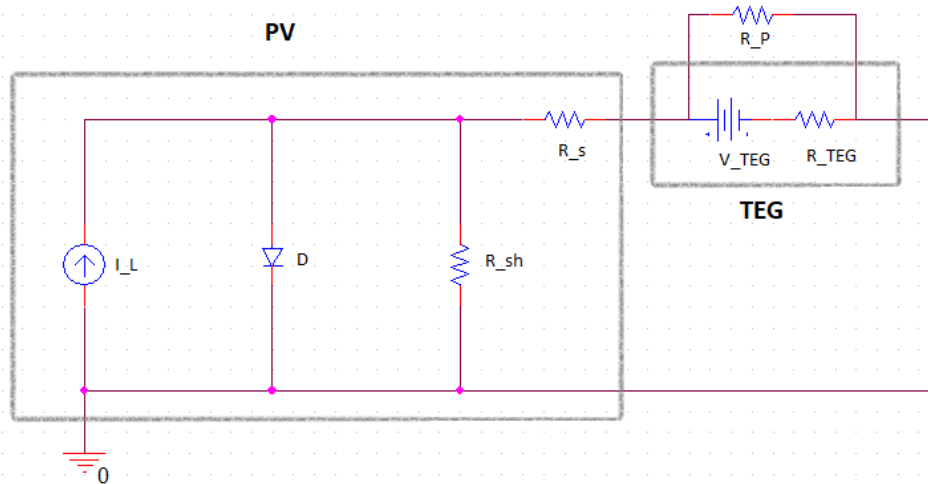 PV
R_P
R_s
V_TEG
R_TEG
TEG
I_L
D
R_sh
0